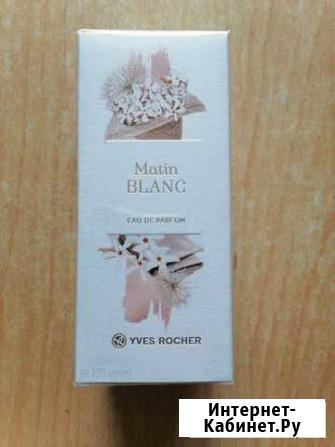 Matin
BLANC
EAU DE PARFUM
YVES ROCHER
Интернет-
Кабинет.Ру